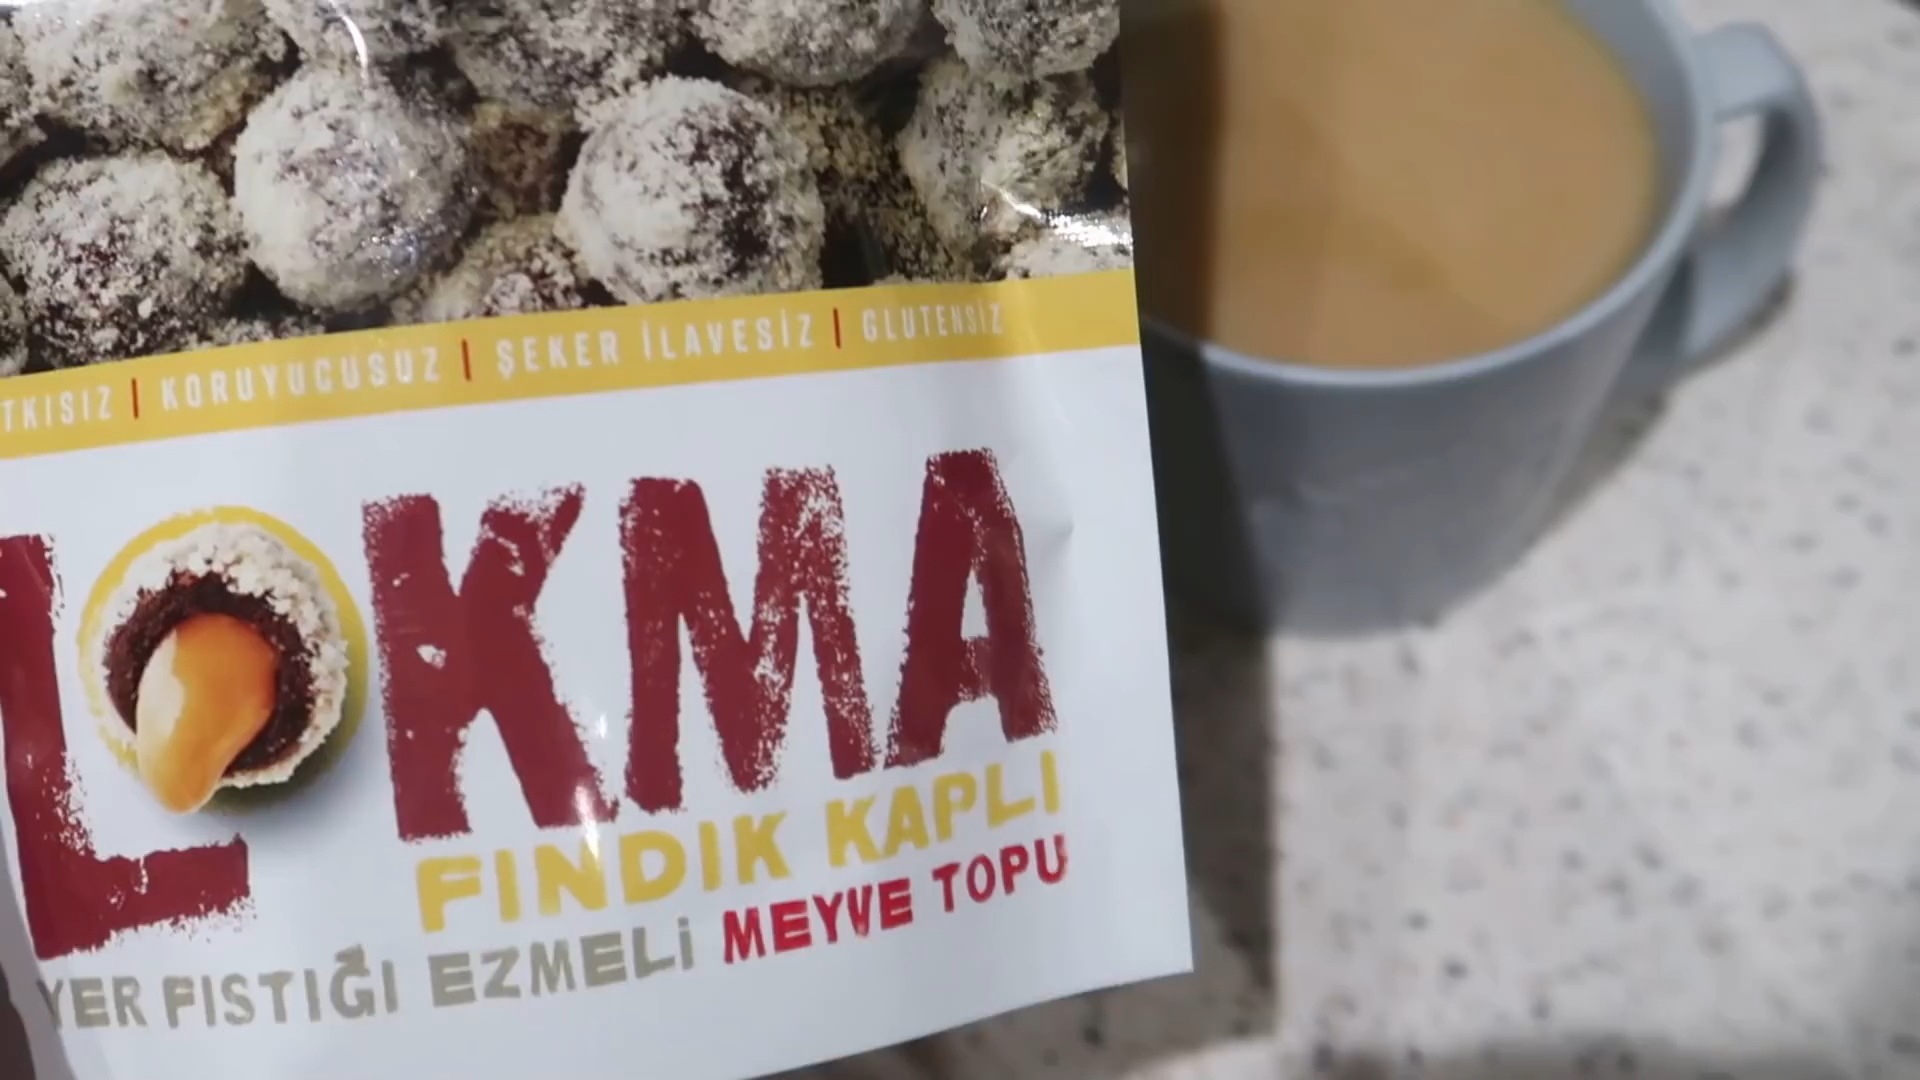 TKISIZ | KORUYUCUSUZ | ŞEKER İLAVESİZ | GLUTENSİZ
LOKMA
FINDIK KAPLI
YER FISTIĞI EZMELİ MEYVE TOPU